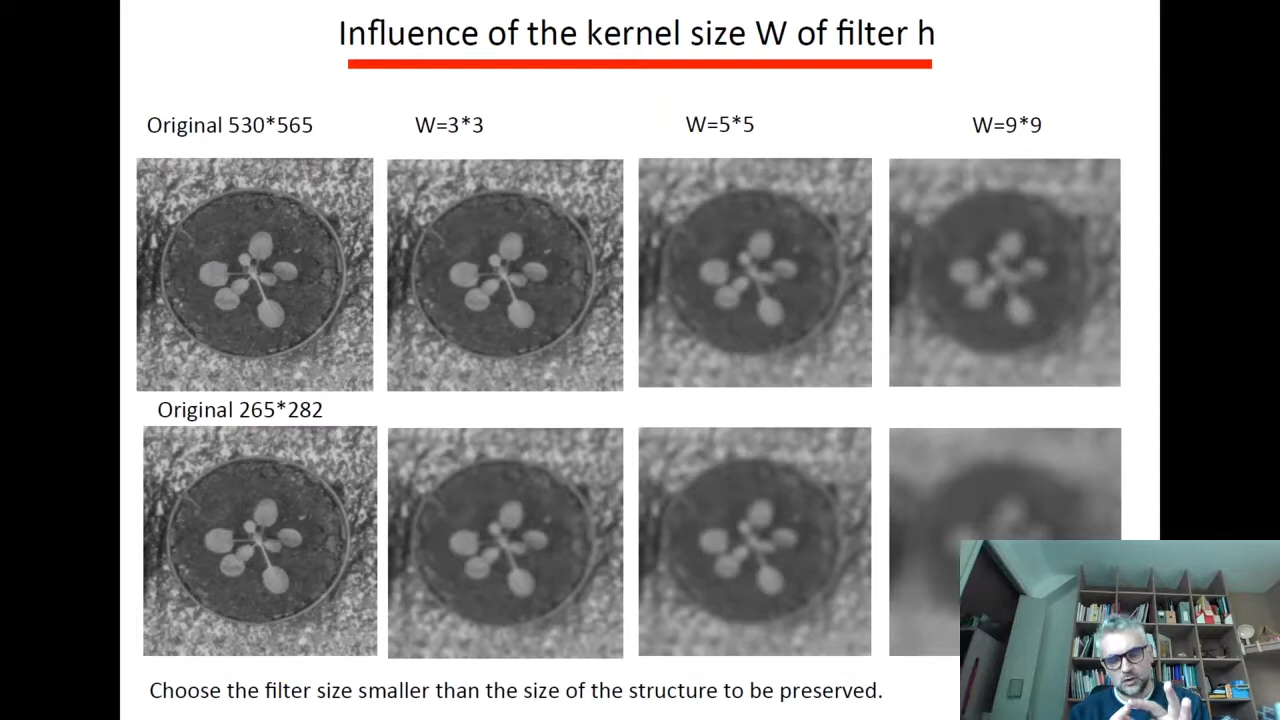 Influence of the kernel size W of filter h
Original 530*565
W=3*3
W=5*5
W=9*9
Original 265*282
Choose the filter size smaller than the size of the structure to be preserved.